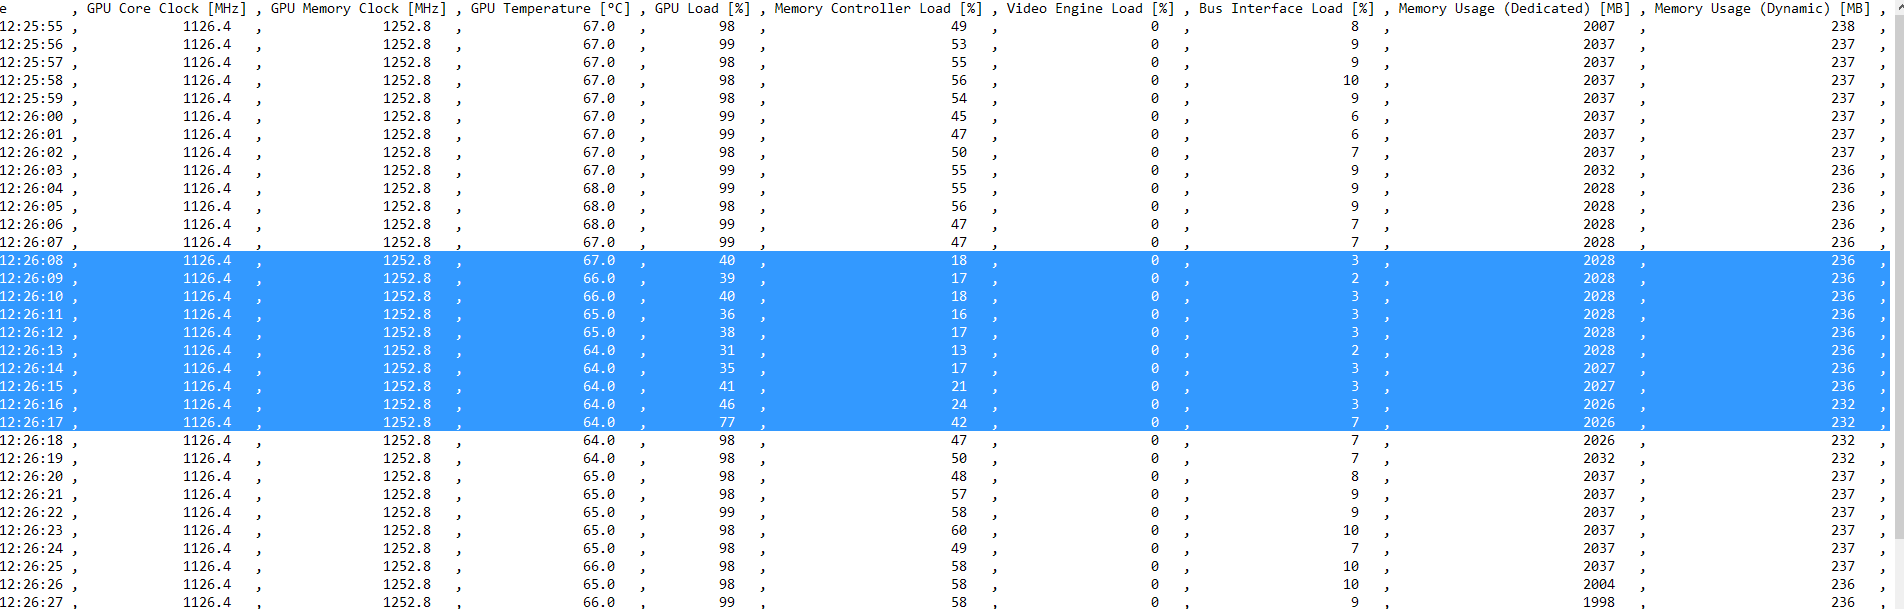 e , GPU Core Clock [MHz] , GPU Memory Clock [MHz] , GPU Temperature [°C] , GPU Load [%] , Memory Controller Load [%] , Video Engine Load [%] , Bus Interface Load [%] , Memory Usage (Dedicated) [MB] , Memory Usage (Dynamic) [MB] ,
12:25:55 , 1126.4 , 1252.8 , 67.0 , 98 , 49 , 0 , 8 , 2007 , 238 ,
12:25:56 , 1126.4 , 1252.8 , 67.0 , 99 , 53 , 0 , 9 , 2037 , 237 ,
12:25:57 , 1126.4 , 1252.8 , 67.0 , 98 , 55 , 0 , 9 , 2037 , 237 ,
12:25:58 , 1126.4 , 1252.8 , 67.0 , 98 , 56 , 0 , 10 , 2037 , 237 ,
12:25:59 , 1126.4 , 1252.8 , 67.0 , 98 , 54 , 0 , 9 , 2037 , 237 ,
12:26:00 , 1126.4 , 1252.8 , 67.0 , 99 , 45 , 0 , 6 , 2037 , 237 ,
12:26:01 , 1126.4 , 1252.8 , 67.0 , 99 , 47 , 0 , 6 , 2037 , 237 ,
12:26:02 , 1126.4 , 1252.8 , 67.0 , 98 , 50 , 0 , 7 , 2037 , 237 ,
12:26:03 , 1126.4 , 1252.8 , 67.0 , 99 , 55 , 0 , 9 , 2032 , 236 ,
12:26:04 , 1126.4 , 1252.8 , 68.0 , 99 , 55 , 0 , 9 , 2028 , 236 ,
12:26:05 , 1126.4 , 1252.8 , 68.0 , 98 , 56 , 0 , 9 , 2028 , 236 ,
12:26:06 , 1126.4 , 1252.8 , 68.0 , 99 , 47 , 0 , 7 , 2028 , 236 ,
12:26:07 , 1126.4 , 1252.8 , 67.0 , 99 , 47 , 0 , 7 , 2028 , 236 ,
12:26:08 , 1126.4 , 1252.8 , 67.0 , 40 , 18 , 0 , 3 , 2028 , 236 ,
12:26:09 , 1126.4 , 1252.8 , 66.0 , 39 , 17 , 0 , 2 , 2028 , 236 ,
12:26:10 , 1126.4 , 1252.8 , 66.0 , 40 , 18 , 0 , 3 , 2028 , 236 ,
12:26:11 , 1126.4 , 1252.8 , 65.0 , 36 , 16 , 0 , 3 , 2028 , 236 ,
12:26:12 , 1126.4 , 1252.8 , 65.0 , 38 , 17 , 0 , 3 , 2028 , 236 ,
12:26:13 , 1126.4 , 1252.8 , 64.0 , 31 , 13 , 0 , 2 , 2028 , 236 ,
12:26:14 , 1126.4 , 1252.8 , 64.0 , 35 , 17 , 0 , 3 , 2027 , 236 ,
12:26:15 , 1126.4 , 1252.8 , 64.0 , 41 , 21 , 0 , 3 , 2027 , 236 ,
12:26:16 , 1126.4 , 1252.8 , 64.0 , 46 , 24 , 0 , 3 , 2026 , 232 ,
12:26:17 , 1126.4 , 1252.8 , 64.0 , 77 , 42 , 0 , 7 , 2026 , 232 ,
12:26:18 , 1126.4 , 1252.8 , 64.0 , 98 , 47 , 0 , 7 , 2026 , 232 ,
12:26:19 , 1126.4 , 1252.8 , 64.0 , 98 , 50 , 0 , 7 , 2032 , 232 ,
12:26:20 , 1126.4 , 1252.8 , 65.0 , 98 , 48 , 0 , 8 , 2037 , 237 ,
12:26:21 , 1126.4 , 1252.8 , 65.0 , 98 , 57 , 0 , 9 , 2037 , 237 ,
12:26:22 , 1126.4 , 1252.8 , 65.0 , 99 , 58 , 0 , 9 , 2037 , 237 ,
12:26:23 , 1126.4 , 1252.8 , 65.0 , 98 , 60 , 0 , 10 , 2037 , 237 ,
12:26:24 , 1126.4 , 1252.8 , 65.0 , 98 , 49 , 0 , 7 , 2037 , 237 ,
12:26:25 , 1126.4 , 1252.8 , 66.0 , 98 , 58 , 0 , 10 , 2037 , 237 ,
12:26:26 , 1126.4 , 1252.8 , 65.0 , 98 , 58 , 0 , 10 , 2004 , 236 ,
12:26:27 , 1126.4 , 1252.8 , 66.0 , 99 , 58 , 0 , 9 , 1998 , 236 ,